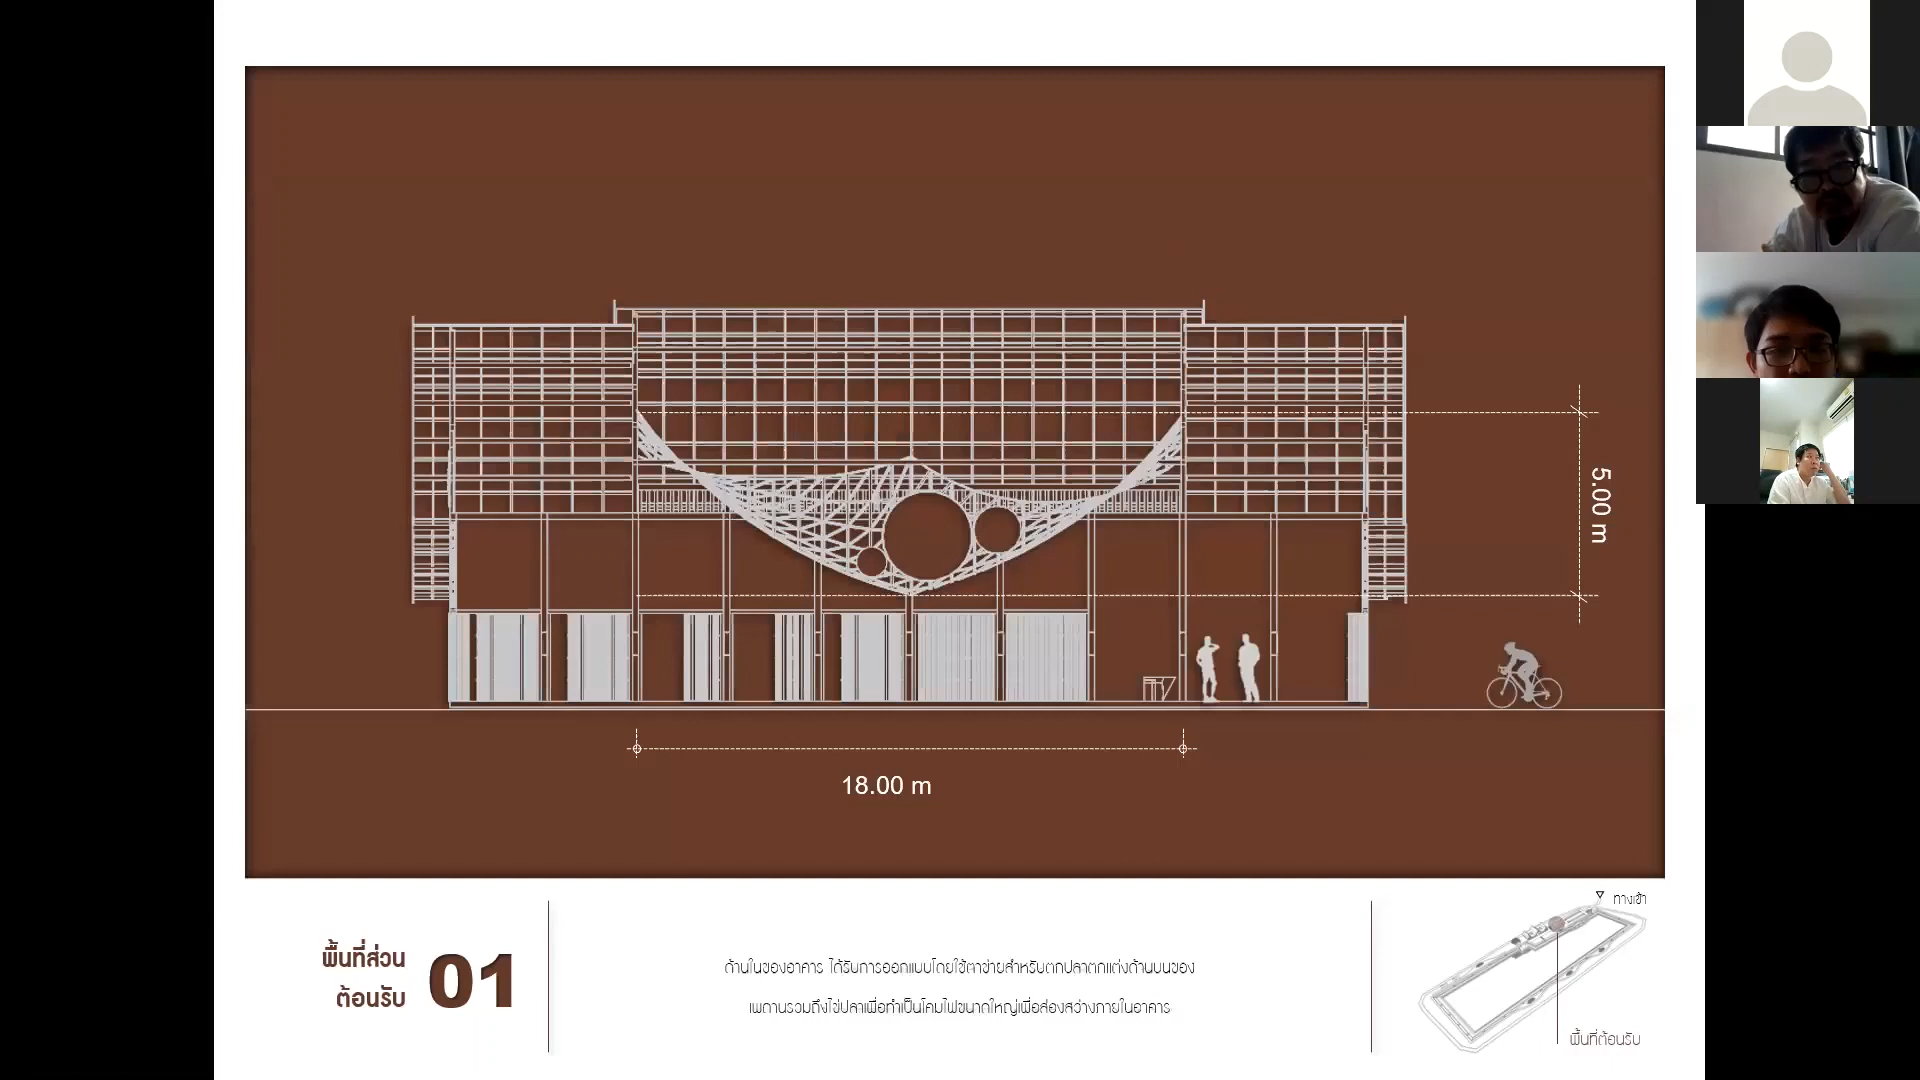 5.00 m
18.00 m
พื้นที่ส่วน
ต้อนรับ
01
ด้านในของอาคาร ได้รับการออกแบบโดยใช้ตาข่ายสำหรับตกปลาตกแต่งด้านบนของ
เพดานรวมถึงไข่ปลาเพื่อทำเป็นโคมไฟขนาดใหญ่เพื่อส่องสว่างภายในอาคาร
ทางเข้า
พื้นที่ต้อนรับ